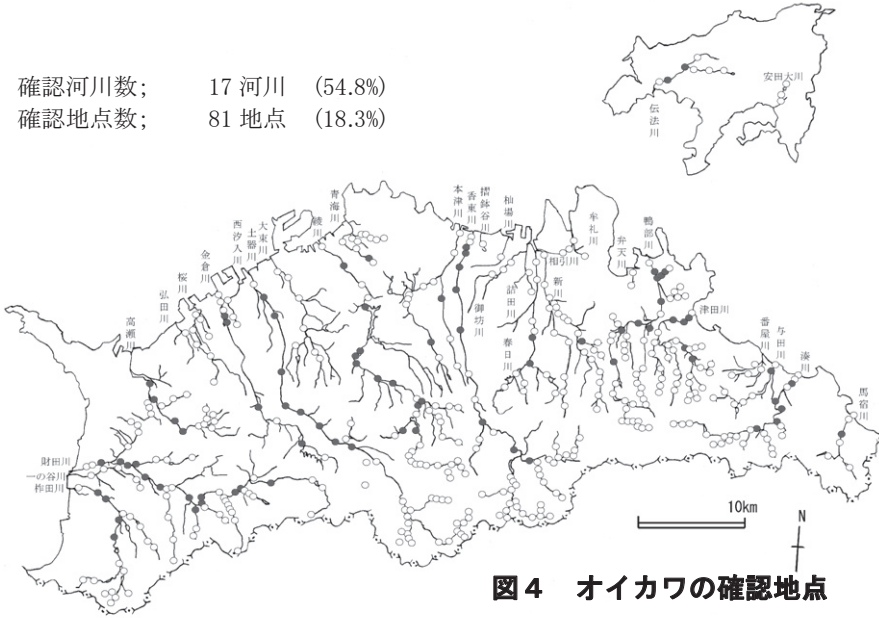 確認河川数; 17 河川 (54.8%)
確認地点数; 81 地点 (18.3%)
安田大川
伝法川
青海川
綾川
大東川
土器川
西汐入川
金倉川
桜川
弘田川
高瀬川
本津川
香東川
摺鉢谷川
杣場川
御坊川
詰田川
春日川
新川
相引川
牟礼川
弁天川
鴨部川
津田川
番屋川
与田川
湊川
馬宿川
財田川
一の谷川
柞田川
10km
N
図4 オイカワの確認地点